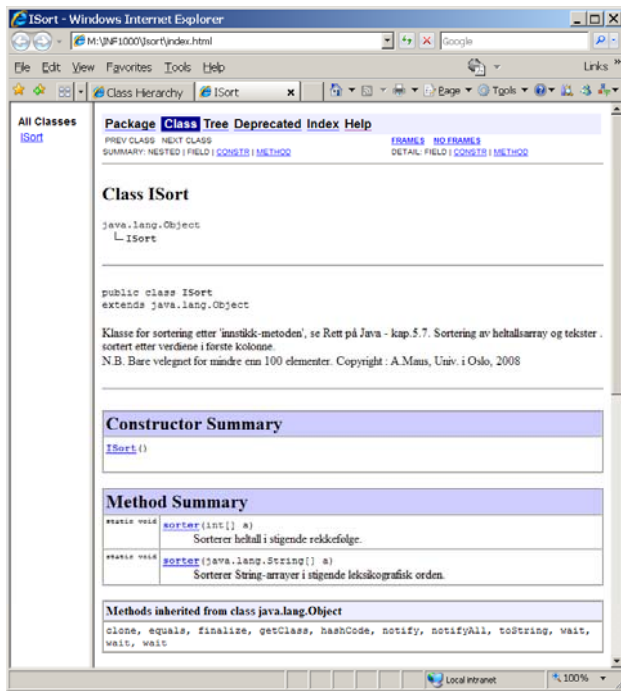 ISort - Windows Internet Explorer
M:\INF1000\Isort\index.html
Google
File Edit View Favorites Tools Help
Links »
Class Hierarchy
ISort
Page
Tools
All Classes
ISort
Package Class Tree Deprecated Index Help
PREV CLASS NEXT CLASS
FRAMES NO FRAMES
SUMMARY: NESTED | FIELD | CONSTR | METHOD
DETAIL: FIELD | CONSTR | METHOD
Class ISort
java.lang.Object
ISort
public class ISort
extends java.lang.Object
Klasse for sortering etter 'innstikk-metoden', se Rett på Java - kap.5.7. Sortering av heltallsarray og tekster .
sortert etter verdiene i første kolonne.
N.B. Bare velegnet for mindre enn 100 elementer. Copyright : A.Maus, Univ. i Oslo, 2008
Constructor Summary
ISort()
Method Summary
static void sorter(int[] a)
Sorterer heltall i stigende rekkefølge.
static void sorter(java.lang.String[] a)
Sorterer String-arrayer i stigende leksikografisk orden.
Methods inherited from class java.lang.Object
clone, equals, finalize, getClass, hashCode, notify, notifyAll, toString, wait,
wait, wait
Local intranet
100%